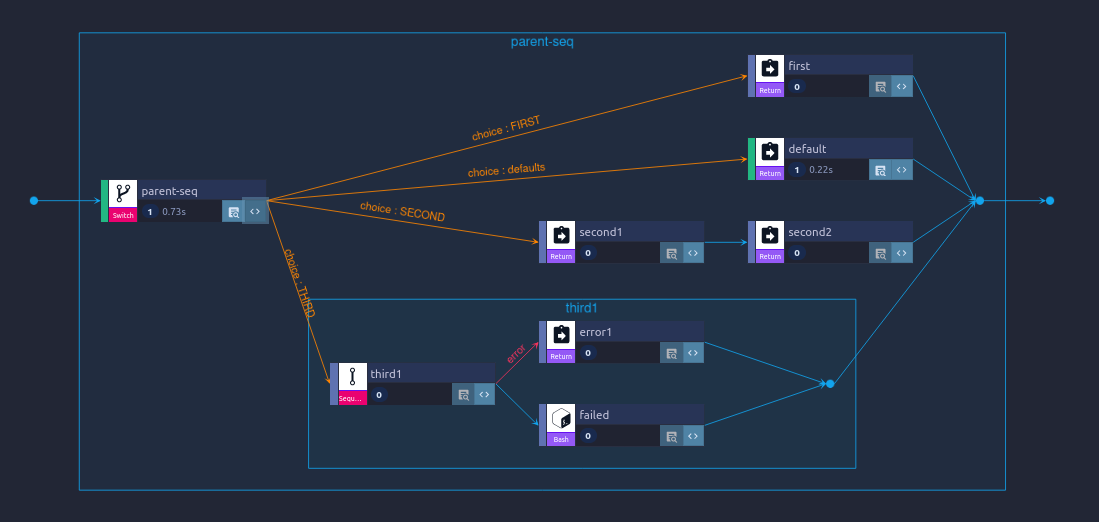 parent-seq
first
Return
0
choice : FIRST
default
Return
1 0.22s
choice : defaults
parent-seq
Switch
1 0.73s
choice : SECOND
second1
Return
0
second2
Return
0
choice : THIRD
third1
error1
Return
0
error
third1
Sequ...
0
failed
Bash
0